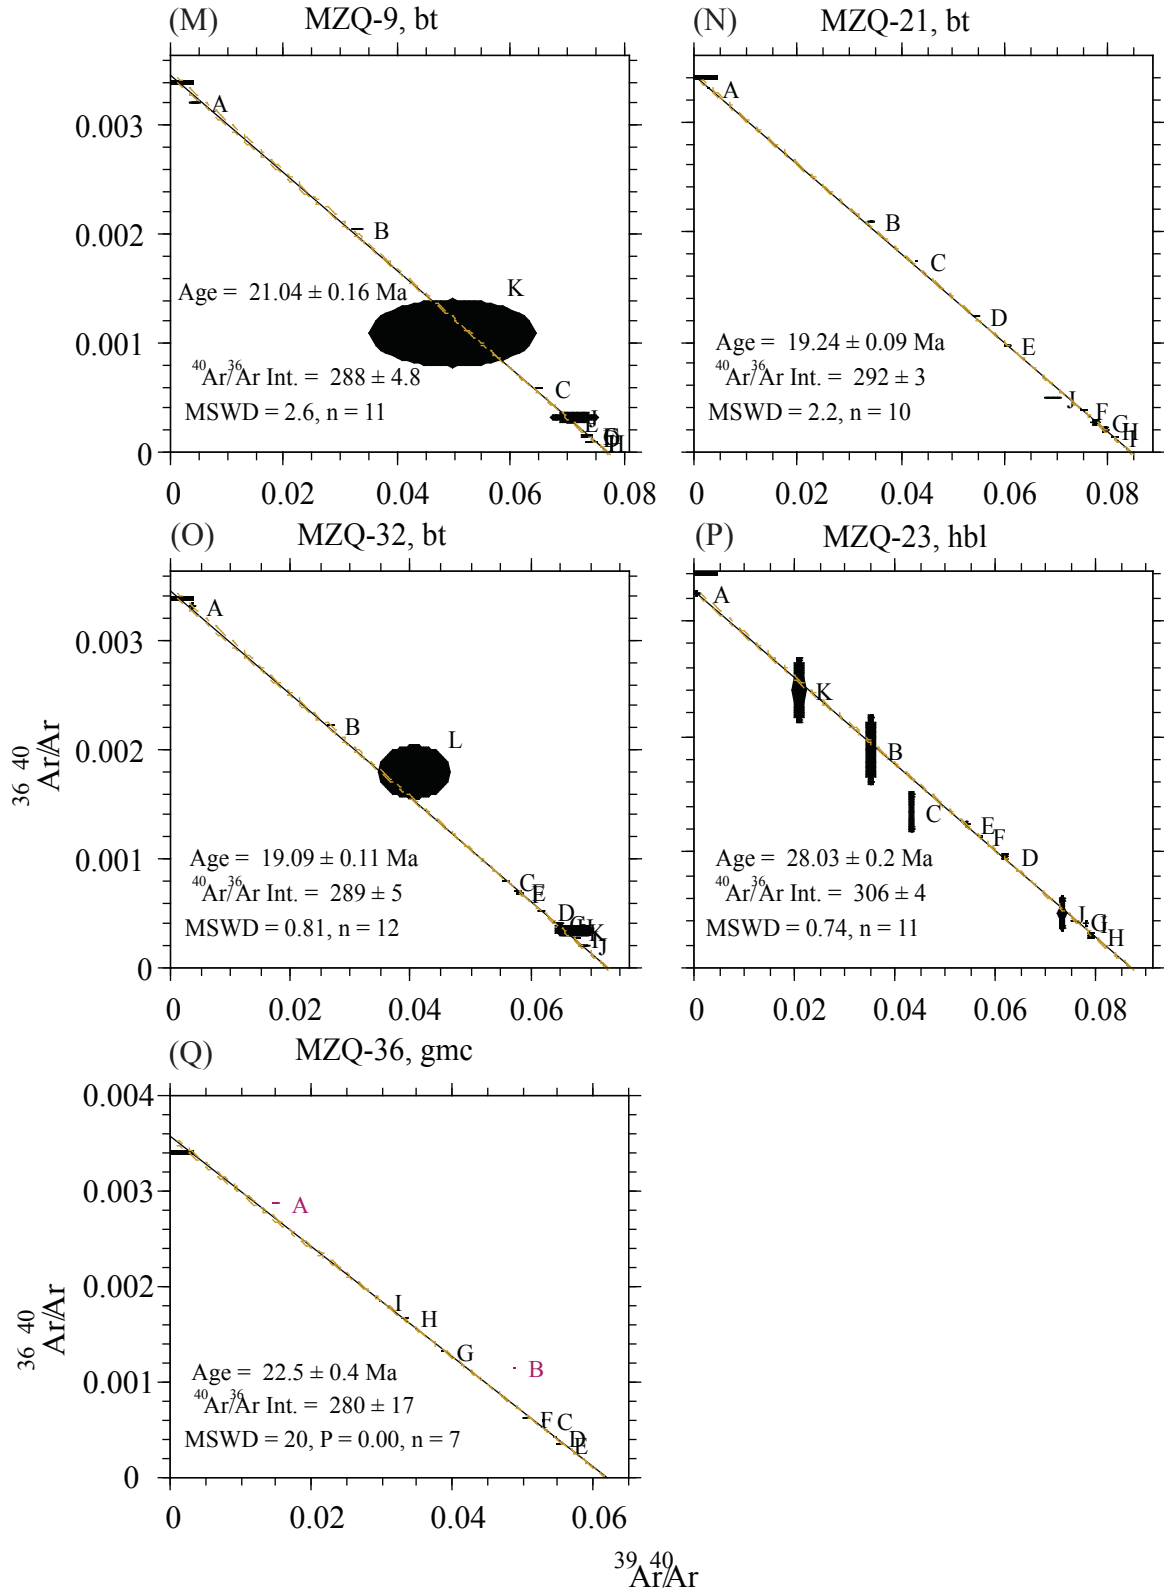 (M) MZQ-9, bt
A
0.003
B
0.002
K
Age = 21.04 ± 0.16 Ma
0.001
40Ar/36Ar Int. = 288 ± 4.8
C
MSWD = 2.6, n = 11
J
E
H
0
0 0.02 0.04 0.06 0.08
(N) MZQ-21, bt
A
B
C
D
E
Age = 19.24 ± 0.09 Ma
40Ar/36Ar Int. = 292 ± 3
J F
MSWD = 2.2, n = 10
G
H
I
0 0.02 0.04 0.06 0.08
(O) MZQ-32, bt
A
0.003
B
L
0.002
36Ar/40Ar
0.001
Age = 19.09 ± 0.11 Ma
C
E
40Ar/36Ar Int. = 289 ± 5
D
G
MSWD = 0.81, n = 12
K
J
0
0 0.02 0.04 0.06
(P) MZQ-23, hbl
A
K
B
C
E
F
Age = 28.03 ± 0.2 Ma
D
40Ar/36Ar Int. = 306 ± 4
MSWD = 0.74, n = 11
J
G
I
H
0 0.02 0.04 0.06 0.08
(Q) MZQ-36, gmc
0.004
0.003
A
0.002
I
H
36Ar/40Ar
G
0.001
B
Age = 22.5 ± 0.4 Ma
40Ar/36Ar Int. = 280 ± 17
F C
MSWD = 20, P = 0.00, n = 7
D
E
0
0 0.02 0.04 0.06
39Ar/40Ar